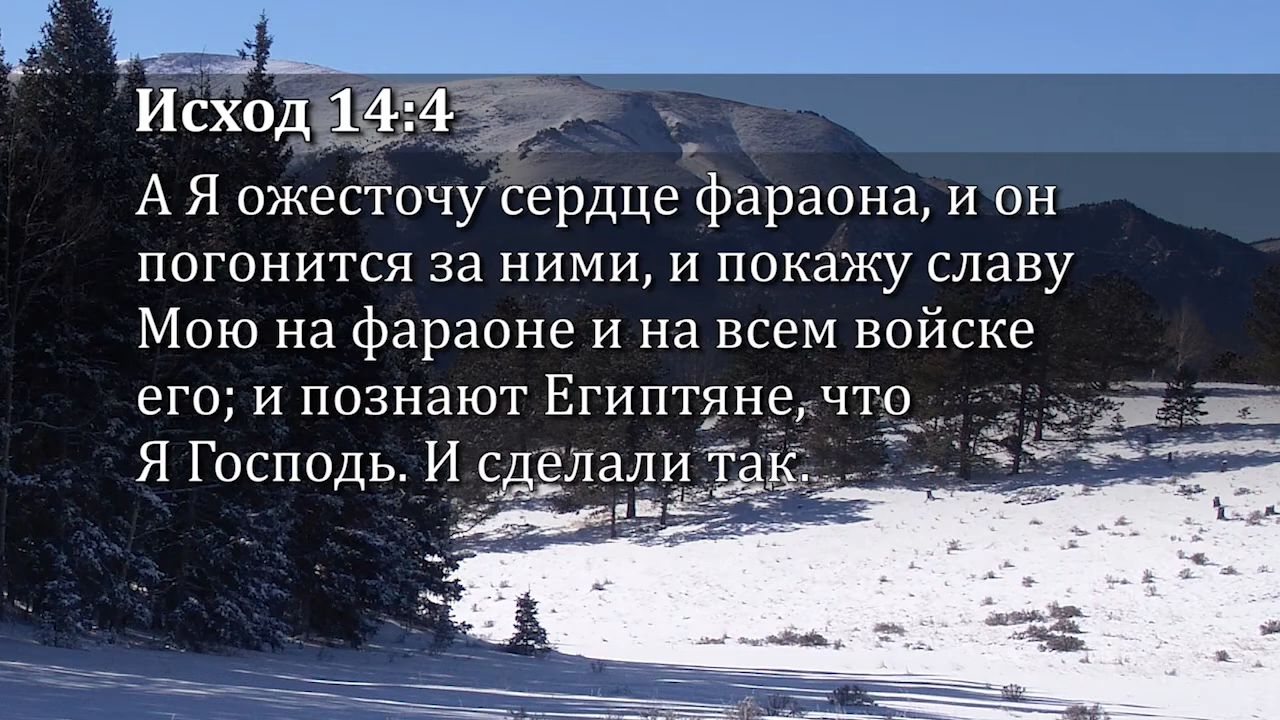 Исход 14:4
А Я ожесточу сердце фараона, и он
погонится за ними, и покажу славу
Мою на фараоне и на всем войске
его; и познают Египтяне, что
Я Господь. И сделали так.